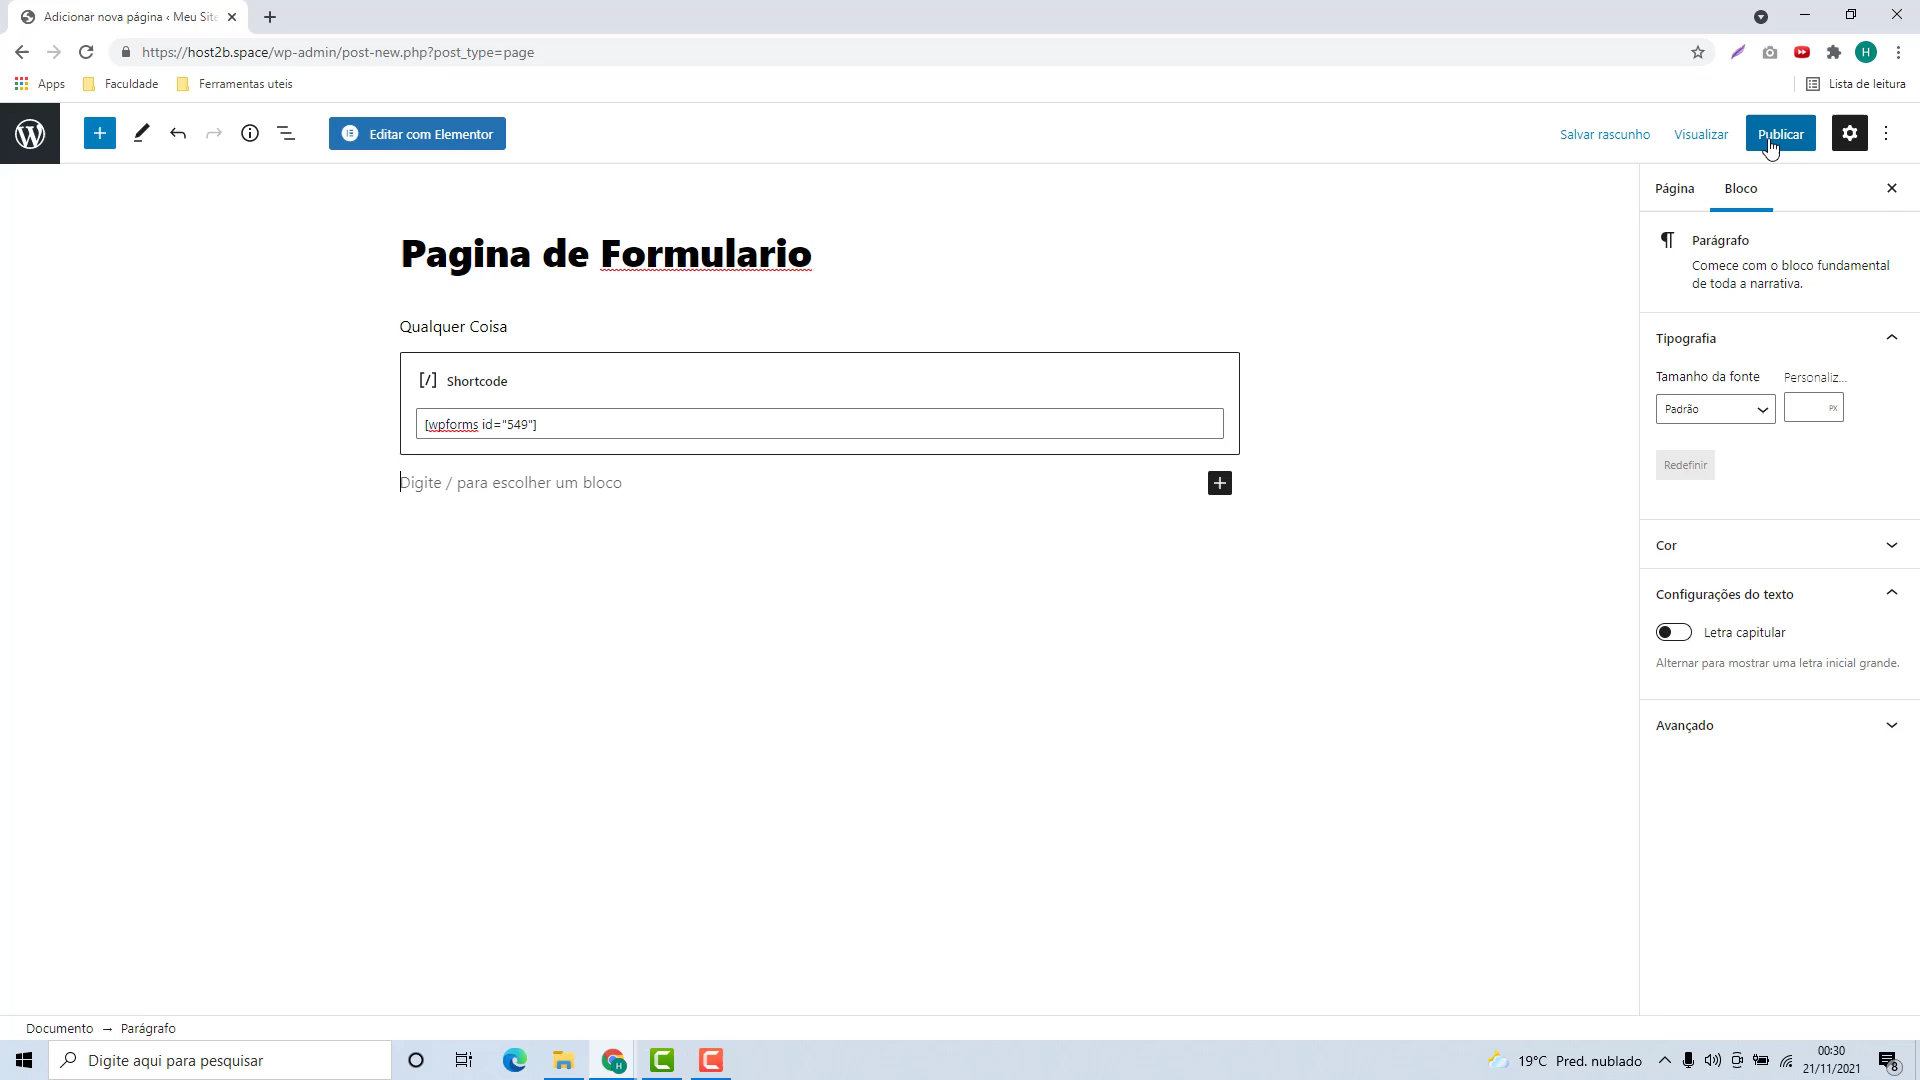 Adicionar nova página ‹ Meu Site
https://host2b.space/wp-admin/post-new.php?post_type=page
H
Apps
Faculdade
Ferramentas uteis
Lista de leitura
Editar com Elementor
Salvar rascunho
Visualizar
Publicar
Página
Bloco
Pagina de Formulario
Qualquer Coisa
[/] Shortcode
[wpforms id="549"]
Digite / para escolher um bloco
Parágrafo
Comece com o bloco fundamental
de toda a narrativa.
Tipografia
Tamanho da fonte
Personaliz...
Padrão
PX
Redefinir
Cor
Configurações do texto
Letra capitular
Alternar para mostrar uma letra inicial grande.
Avançado
Documento → Parágrafo
Digite aqui para pesquisar
19°C Pred. nublado
00:30
21/11/2021
8